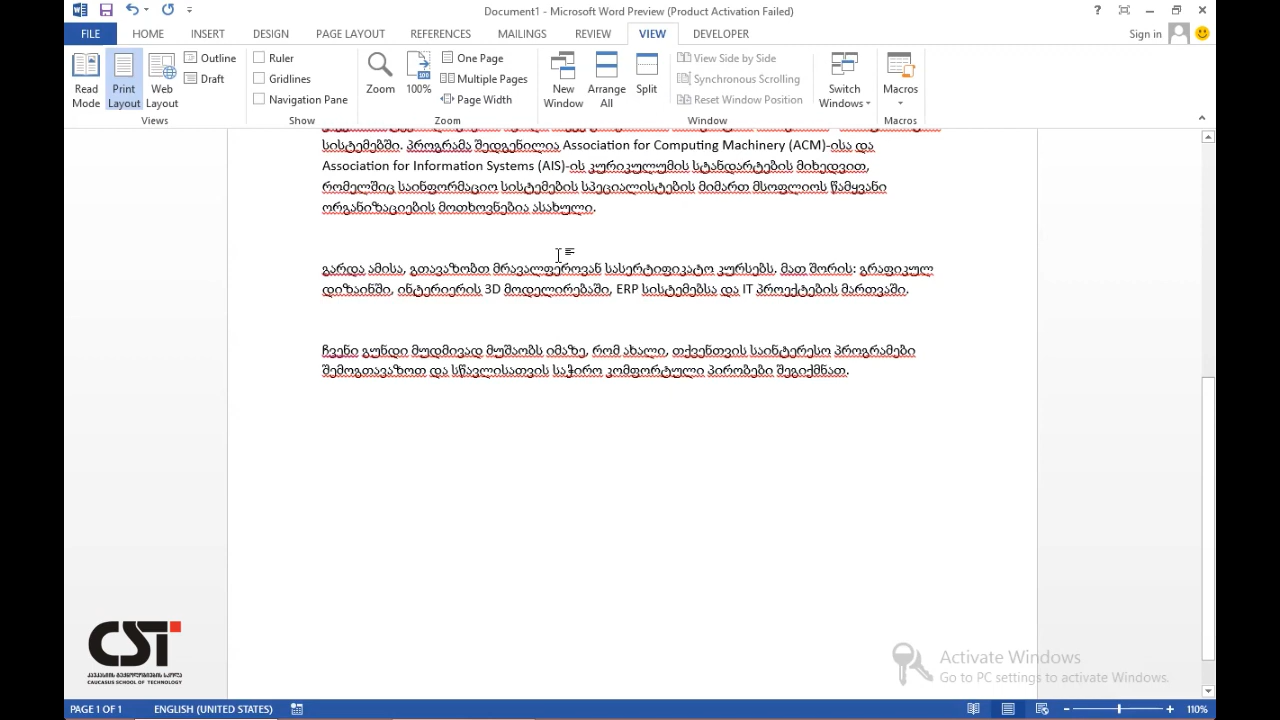 Document1 - Microsoft Word Preview (Product Activation Failed)
FILE HOME INSERT DESIGN PAGE LAYOUT REFERENCES MAILINGS REVIEW VIEW DEVELOPER Sign in
Read Mode
Print Layout
Web Layout
Outline
Draft
Views
Ruler
Gridlines
Navigation Pane
Show
Zoom
100%
One Page
Multiple Pages
Page Width
Zoom
New Window
Arrange All
Split
View Side by Side
Synchronous Scrolling
Reset Window Position
Window
Switch Windows
Macros
Macros
სისტემებში. პროგრამა შედგენილია Association for Computing Machinery (ACM)-ისა და
Association for Information Systems (AIS)-ის კურიკულუმის სტანდარტების მიხედვით,
რომელშიც საინფორმაციო სისტემების სპეციალისტების მიმართ მსოფლიოს წამყვანი
ორგანიზაციების მოთხოვნებია ასახული.
გარდა ამისა, გთავაზობთ მრავალფეროვან სასერტიფიკატო კურსებს, მათ შორის: გრაფიკულ
დიზაინში, ინტერიერის 3D მოდელირებაში, ERP სისტემებსა და IT პროექტების მართვაში.
ჩვენი გუნდი მუდმივად მუშაობს იმაზე, რომ ახალი, თქვენთვის საინტერესო პროგრამები
შემოგთავაზოთ და სწავლისათვის საჭირო კომფორტული პირობები შეგიქმნათ.
CST
კავკასიის ტექნოლოგიების სკოლა
CAUCASUS SCHOOL OF TECHNOLOGY
Activate Windows
Go to PC settings to activate Windows.
PAGE 1 OF 1 ENGLISH (UNITED STATES) 110%